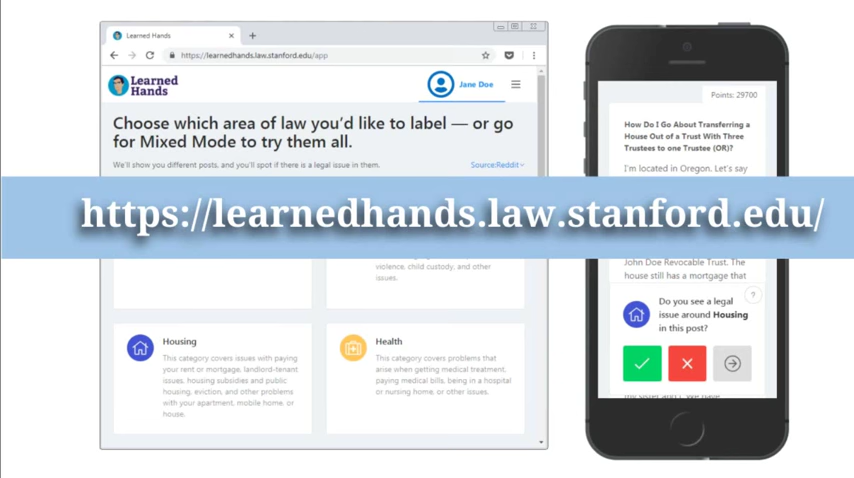 Learned Hands
https://learnedhands.law.stanford.edu/app
Learned
Hands
Jane Doe
Choose which area of law you'd like to label — or go
for Mixed Mode to try them all.
We'll show you different posts, and you'll spot if there is a legal issue in them.
Source:Reddit
https://learnedhands.law.stanford.edu/
violence, child custody, and other
issues.
Housing
This category covers issues with paying
your rent or mortgage, landlord-tenant
issues, housing subsidies and public
housing, eviction, and other problems
with your apartment, mobile home, or
house.
Health
This category covers problems that
arise when getting medical treatment,
paying medical bills, being in a hospital
or nursing home, or other issues.
Points: 29700
How Do I Go About Transferring a
House Out of a Trust With Three
Trustees to one Trustee (OR)?
I'm located in Oregon. Let's say
John Doe Revocable Trust. The
house still has a mortgage that
?
Do you see a legal
issue around Housing
in this post?